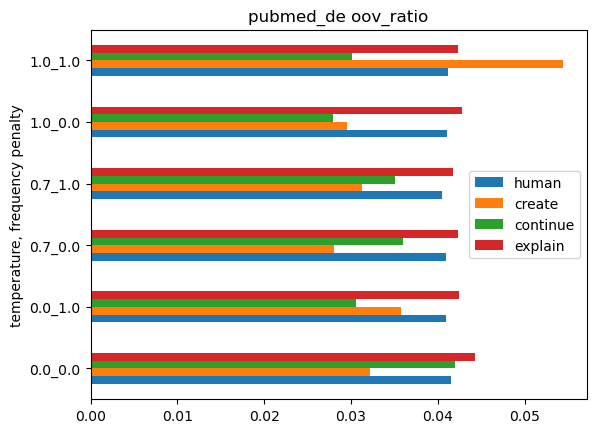 pubmed_de oov_ratio
temperature, frequency penalty
1.0_1.0
1.0_0.0
0.7_1.0
0.7_0.0
0.0_1.0
0.0_0.0
human
create
continue
explain
0.00 0.01 0.02 0.03 0.04 0.05